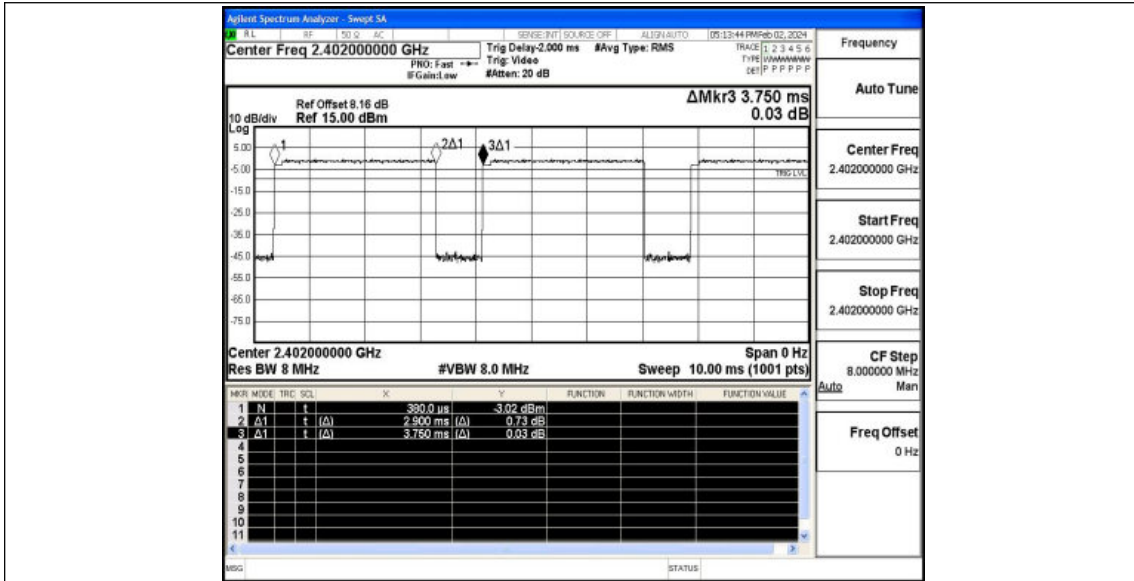 Agilent Spectrum Analyzer - Swept SA
RL RF 50 Ω AC SENSE:INT SOURCE OFF ALIGN AUTO 05:13:44 PM Feb 02, 2024
Center Freq 2.402000000 GHz
PNO: Fast
IFGain:Low
Trig Delay-2.000 ms
Trig: Video
#Atten: 20 dB
#Avg Type: RMS
TRACE 1 2 3 4 5 6
TYPE WWWWWW
DET P P P P P P
Frequency
Auto Tune
Center Freq
2.402000000 GHz
Start Freq
2.402000000 GHz
Stop Freq
2.402000000 GHz
CF Step
8.000000 MHz
Auto Man
Freq Offset
0 Hz
ΔMkr3 3.750 ms
0.03 dB
Ref Offset 8.16 dB
10 dB/div Ref 15.00 dBm
Log
5.00
-5.00
-15.0
-25.0
-35.0
-45.0
-55.0
-65.0
-75.0
1
2Δ1
3Δ1
TRIG LVL
Center 2.402000000 GHz Span 0 Hz
Res BW 8 MHz #VBW 8.0 MHz Sweep 10.00 ms (1001 pts)
MKR MODE TRC SCL X Y FUNCTION FUNCTION WIDTH FUNCTION VALUE
1 N t 380.0 µs -3.02 dBm
2 Δ1 t (Δ) 2.900 ms (Δ) 0.73 dB
3 Δ1 t (Δ) 3.750 ms (Δ) 0.03 dB
4
5
6
7
8
9
10
11
MSG STATUS